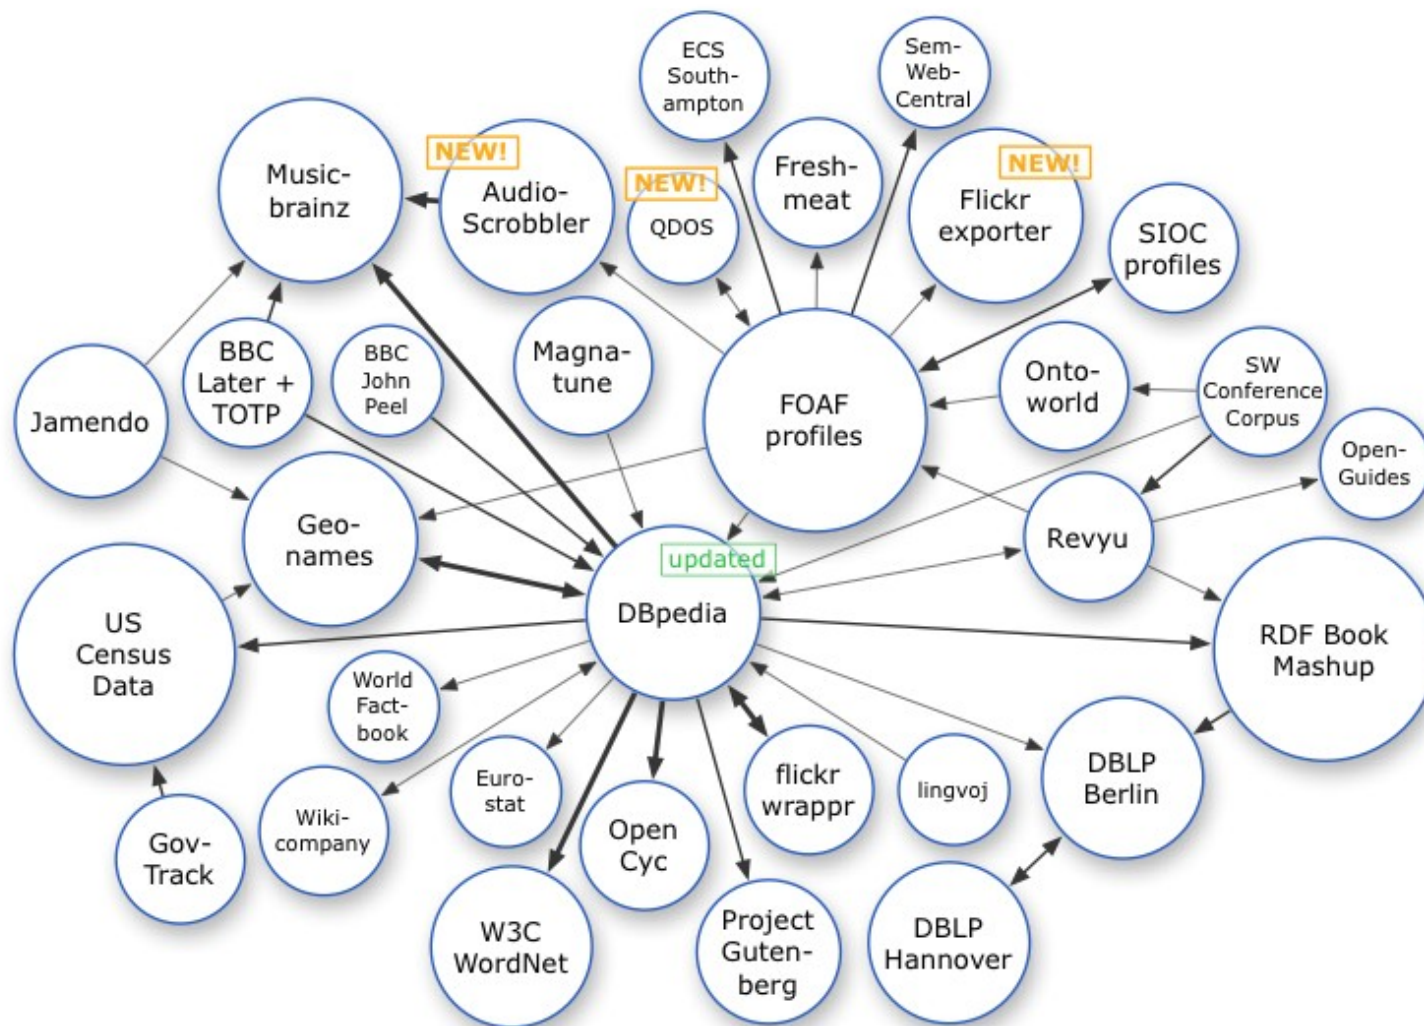 ECS
South-
ampton
Sem-
Web-
Central
NEW!
Music-
brainz
Audio-
Scrobbler
NEW!
QDOS
Fresh-
meat
NEW!
Flickr
exporter
SIOC
profiles
Jamendo
BBC
Later +
TOTP
BBC
John
Peel
Magna-
tune
FOAF
profiles
Onto-
world
SW
Conference
Corpus
Open-
Guides
Geo-
names
Revyu
updated
DBpedia
US
Census
Data
RDF Book
Mashup
World
Fact-
book
Euro-
stat
flickr
wrappr
lingvoj
DBLP
Berlin
Wiki-
company
Gov-
Track
Open
Cyc
W3C
WordNet
Project
Guten-
berg
DBLP
Hannover